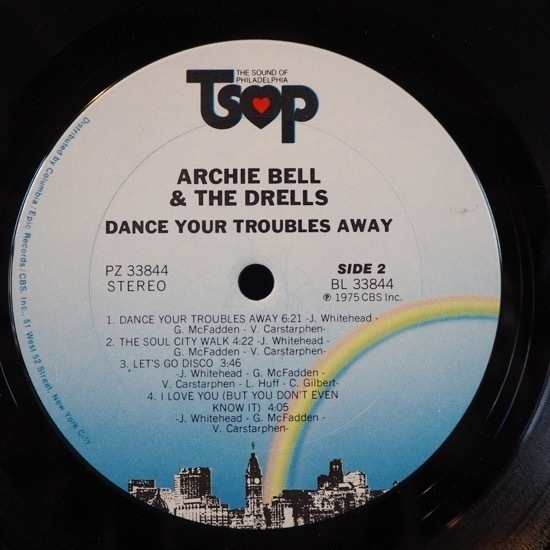 THE SOUND OF
PHILADELPHIA
TSOP
ARCHIE BELL
& THE DRELLS
DANCE YOUR TROUBLES AWAY
PZ 33844
STEREO
SIDE 2
BL 33844
℗ 1975 CBS Inc.
1. DANCE YOUR TROUBLES AWAY 6:21 -J. Whitehead -
G. McFadden - V. Carstarphen-
2. THE SOUL CITY WALK 4:22 -J. Whitehead -
G. McFadden - V. Carstarphen-
3. LET'S GO DISCO 3:46
-J. Whitehead - G. McFadden -
V. Carstarphen - L. Huff - C. Gilbert-
4. I LOVE YOU (BUT YOU DON'T EVEN
KNOW IT) 4:05
-J. Whitehead - G. McFadden -
V. Carstarphen-
Distributed by Columbia/Epic Records/CBS, Inc., 51 West 52 Street, New York City